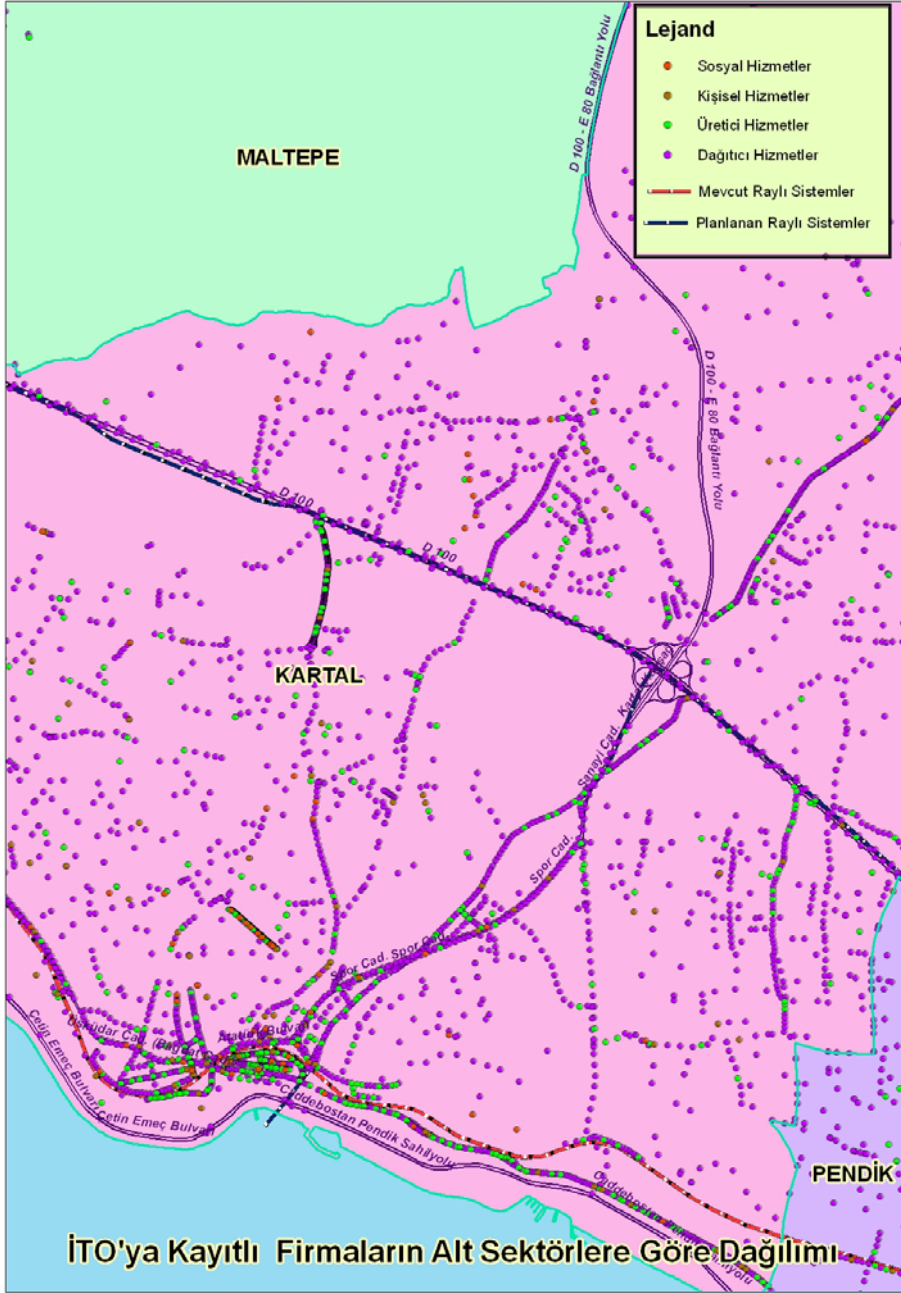 Lejand
Sosyal Hizmetler
Kişisel Hizmetler
Üretici Hizmetler
Dağıtıcı Hizmetler
Mevcut Raylı Sistemler
Planlanan Raylı Sistemler
D 100 - E 80 Bağlantı Yolu
MALTEPE
D 100 - E 80 Bağlantı Yolu
D 100
D 100
KARTAL
Sanayi Cad.
Spor Cad.
Spor Cad. Spor Cad.
Atatürk Bulvarı
Üsküdar Cad.
Çetin Emeç Bulvarı
Çetin Emeç Bulvarı
Caddebostan Pendik Sahilyolu
Caddebostan
PENDİK
İTO'ya Kayıtlı Firmaların Alt Sektörlere Göre Dağılımı